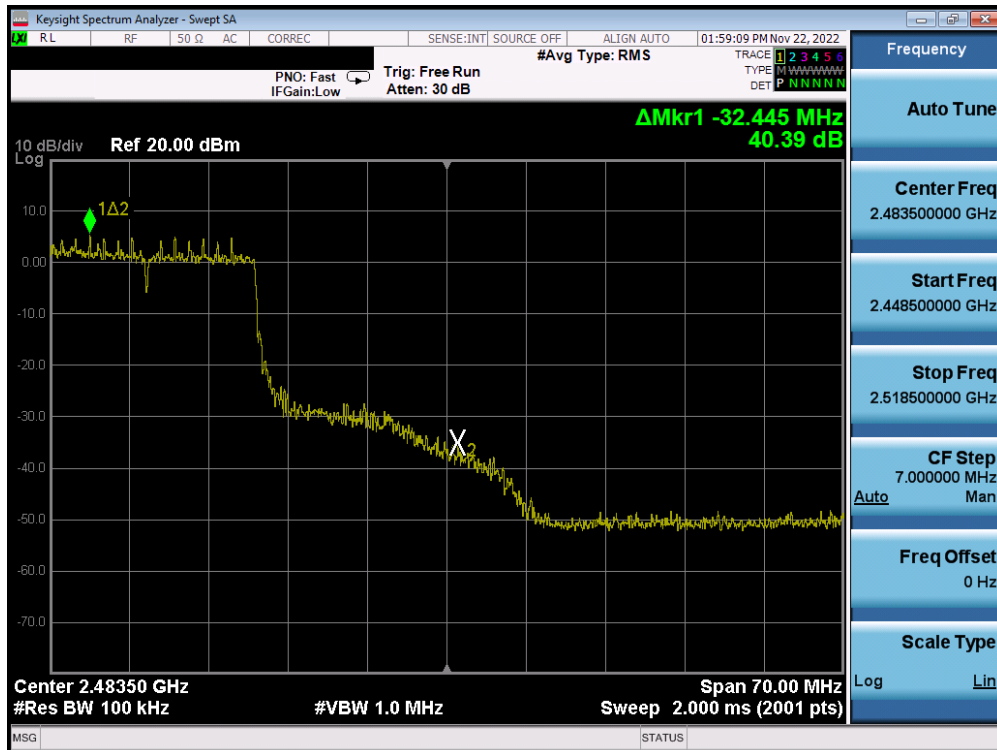 Keysight Spectrum Analyzer - Swept SA
LXI RL RF 50 Ω AC CORREC SENSE:INT SOURCE OFF ALIGN AUTO 01:59:09 PM Nov 22, 2022
#Avg Type: RMS
TRACE 1 2 3 4 5 6
PNO: Fast
Trig: Free Run
TYPE M WWWWW
IFGain:Low
Atten: 30 dB
DET P N N N N N
ΔMkr1 -32.445 MHz
40.39 dB
10 dB/div Ref 20.00 dBm
Log
10.0
0.00
-10.0
-20.0
-30.0
-40.0
-50.0
-60.0
-70.0
1Δ2
X2
Center 2.48350 GHz Span 70.00 MHz
#Res BW 100 kHz #VBW 1.0 MHz Sweep 2.000 ms (2001 pts)
MSG STATUS
Frequency
Auto Tune
Center Freq
2.483500000 GHz
Start Freq
2.448500000 GHz
Stop Freq
2.518500000 GHz
CF Step
7.000000 MHz
Auto Man
Freq Offset
0 Hz
Scale Type
Log Lin